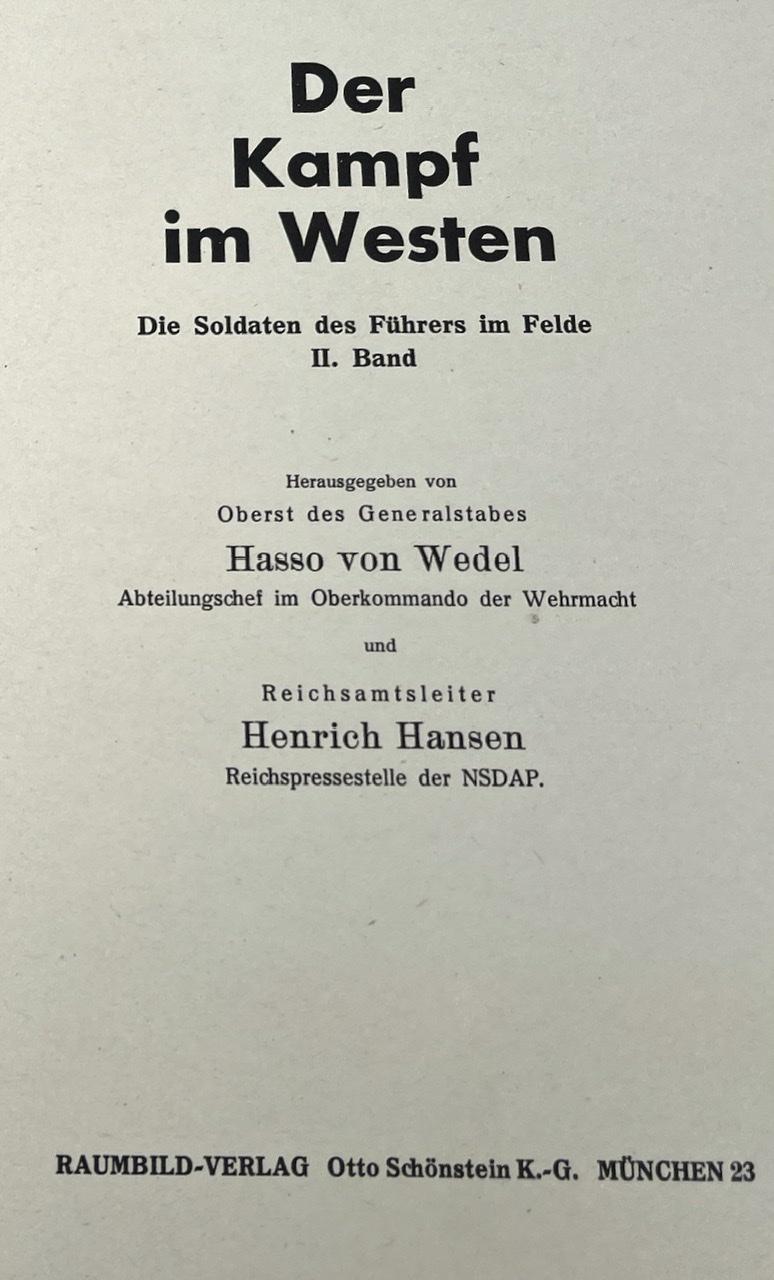 Der
Kampf
im Westen
Die Soldaten des Führers im Felde
II. Band
Herausgegeben von
Oberst des Generalstabes
Hasso von Wedel
Abteilungschef im Oberkommando der Wehrmacht
und
Reichsamtsleiter
Henrich Hansen
Reichspressestelle der NSDAP.
RAUMBILD-VERLAG Otto Schönstein K.-G. MÜNCHEN 23